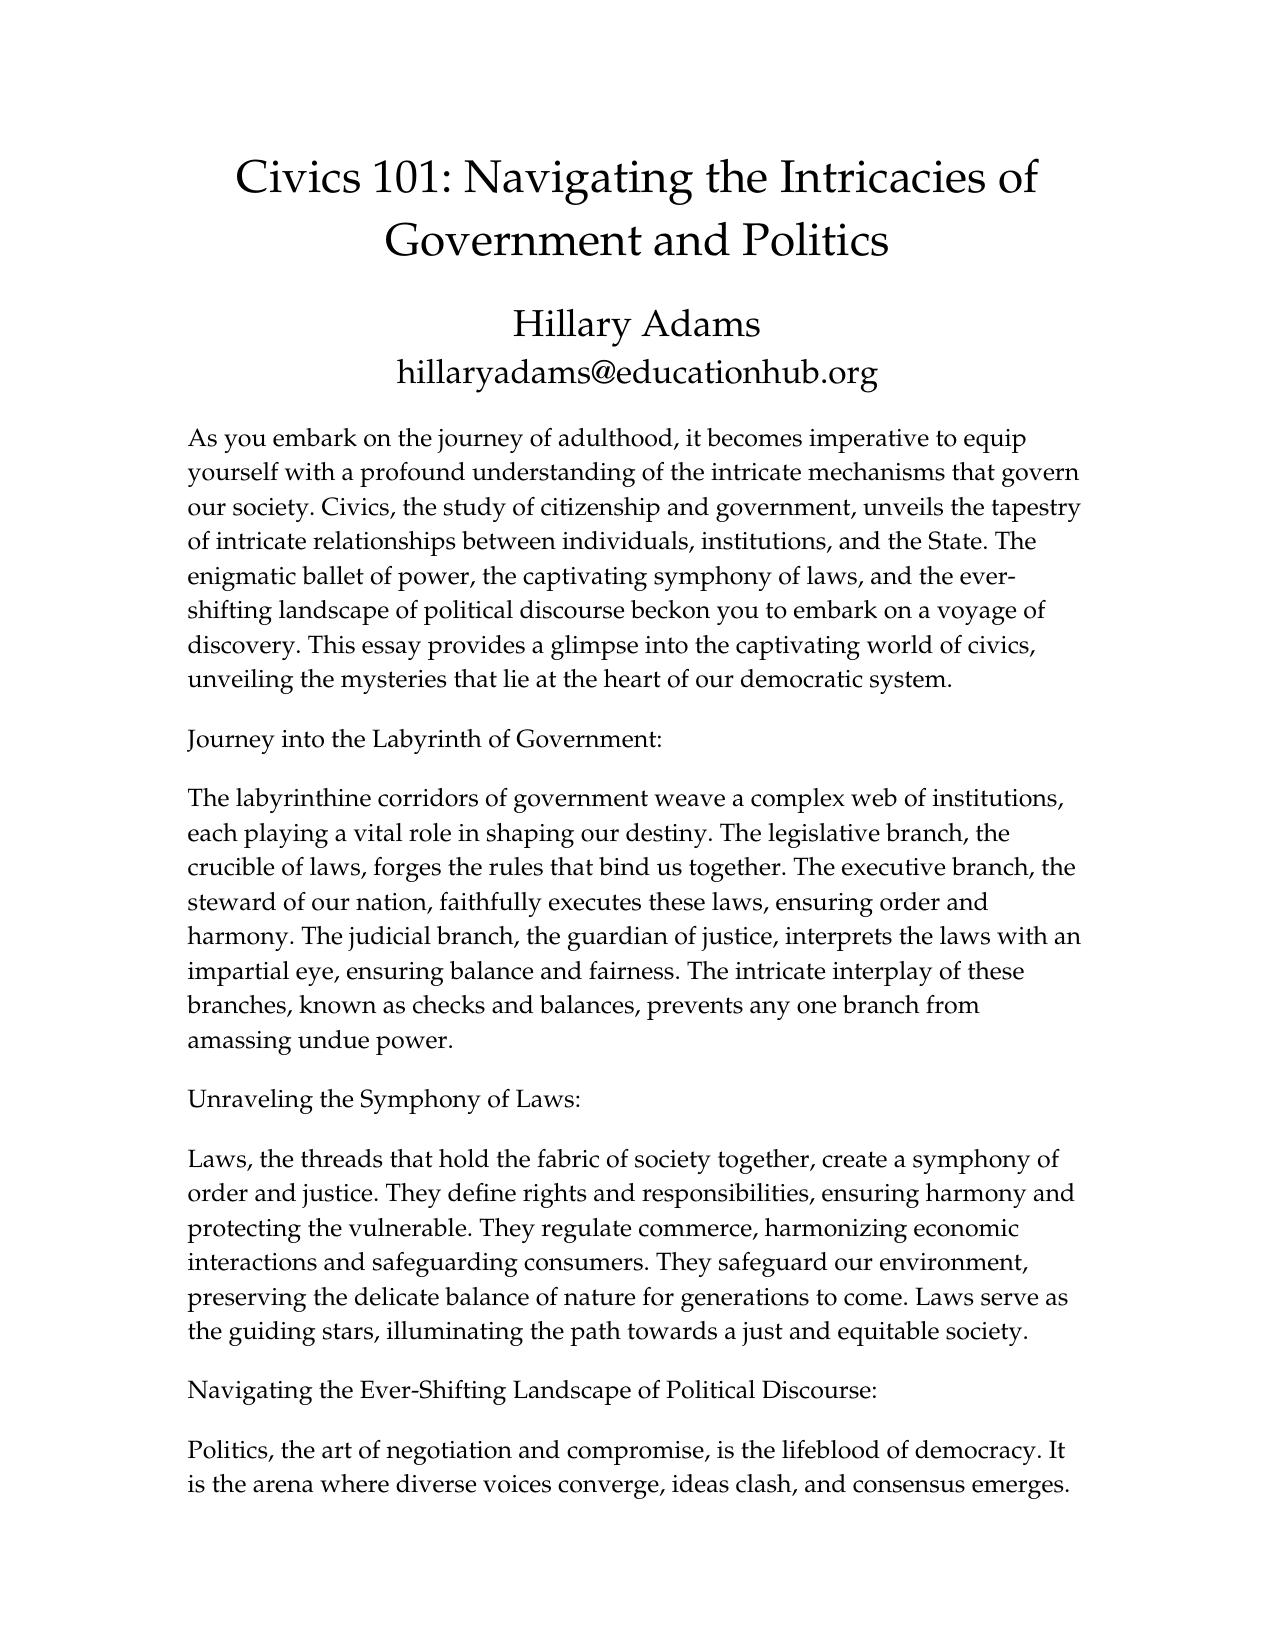 Civics 101: Navigating the Intricacies of
Government and Politics
Hillary Adams
hillaryadams@educationhub.org
As you embark on the journey of adulthood, it becomes imperative to equip
yourself with a profound understanding of the intricate mechanisms that govern
our society. Civics, the study of citizenship and government, unveils the tapestry
of intricate relationships between individuals, institutions, and the State. The
enigmatic ballet of power, the captivating symphony of laws, and the ever-
shifting landscape of political discourse beckon you to embark on a voyage of
discovery. This essay provides a glimpse into the captivating world of civics,
unveiling the mysteries that lie at the heart of our democratic system.
Journey into the Labyrinth of Government:
The labyrinthine corridors of government weave a complex web of institutions,
each playing a vital role in shaping our destiny. The legislative branch, the
crucible of laws, forges the rules that bind us together. The executive branch, the
steward of our nation, faithfully executes these laws, ensuring order and
harmony. The judicial branch, the guardian of justice, interprets the laws with an
impartial eye, ensuring balance and fairness. The intricate interplay of these
branches, known as checks and balances, prevents any one branch from
amassing undue power.
Unraveling the Symphony of Laws:
Laws, the threads that hold the fabric of society together, create a symphony of
order and justice. They define rights and responsibilities, ensuring harmony and
protecting the vulnerable. They regulate commerce, harmonizing economic
interactions and safeguarding consumers. They safeguard our environment,
preserving the delicate balance of nature for generations to come. Laws serve as
the guiding stars, illuminating the path towards a just and equitable society.
Navigating the Ever-Shifting Landscape of Political Discourse:
Politics, the art of negotiation and compromise, is the lifeblood of democracy. It
is the arena where diverse voices converge, ideas clash, and consensus emerges.